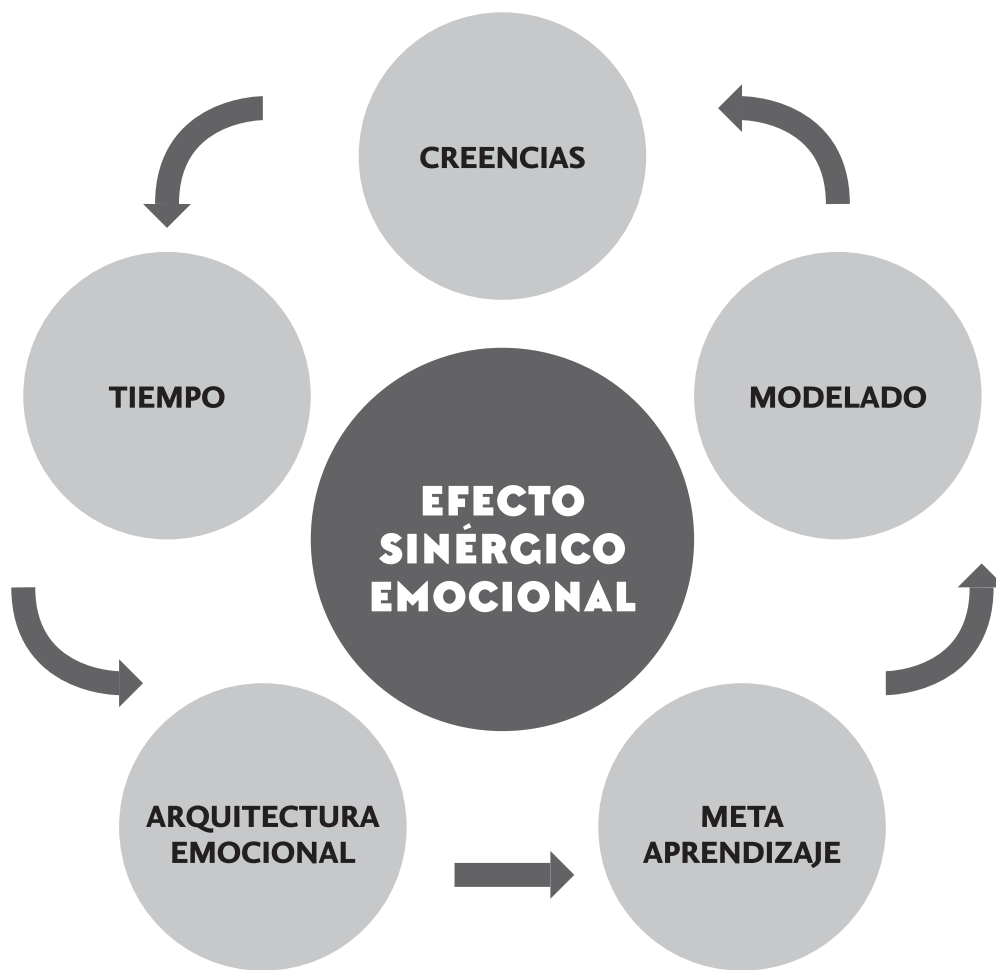 CREENCIAS
TIEMPO
MODELADO
EFECTO
SINÉRGICO
EMOCIONAL
ARQUITECTURA
EMOCIONAL
META
APRENDIZAJE